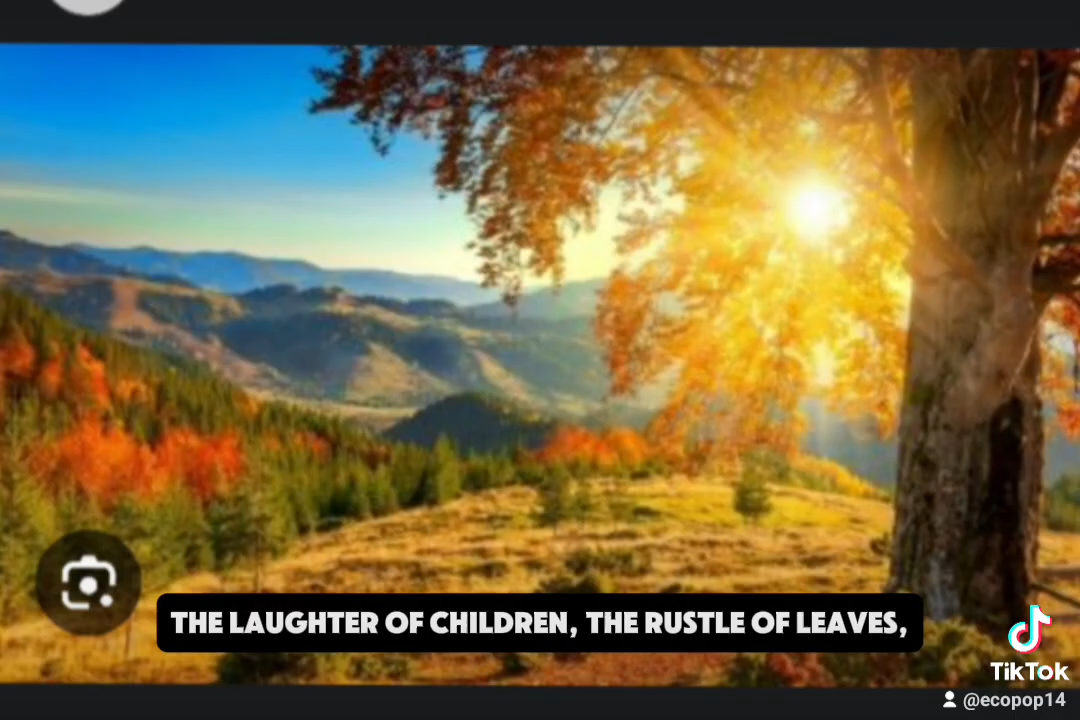 THE LAUGHTER OF CHILDREN, THE RUSTLE OF LEAVES,
TikTok
@ecopop14